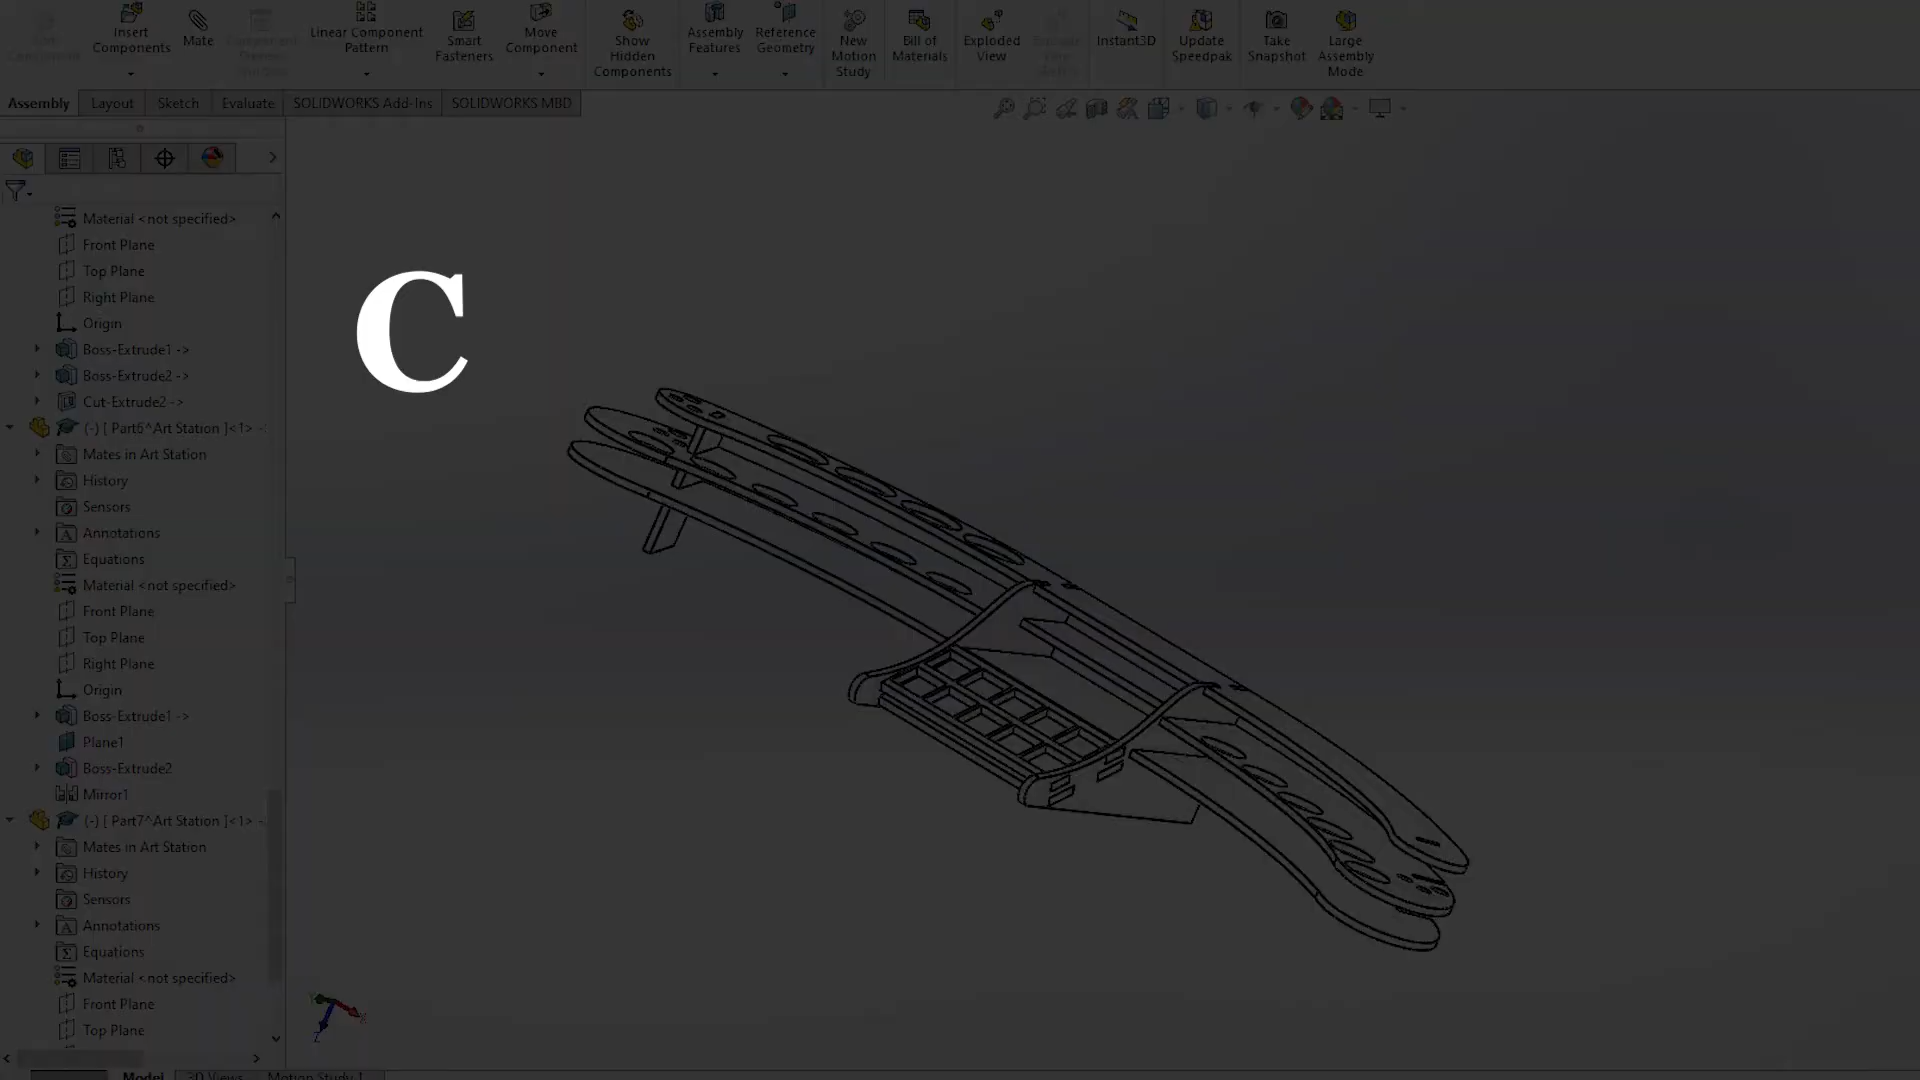 Insert Components
Mate
Linear Component Pattern
Smart Fasteners
Move Component
Show Hidden Components
Assembly Features
Reference Geometry
New Motion Study
Bill of Materials
Exploded View
Instant3D
Update Speedpak
Take Snapshot
Large Assembly Mode
Assembly
Layout
Sketch
Evaluate
SOLIDWORKS Add-Ins
SOLIDWORKS MBD
C
Material <not specified>
Front Plane
Top Plane
Right Plane
Origin
Boss-Extrude1 ->
Boss-Extrude2 ->
Cut-Extrude2 ->
(-) [ Part6^Art Station ]<1> -
Mates in Art Station
History
Sensors
Annotations
Equations
Material <not specified>
Front Plane
Top Plane
Right Plane
Origin
Boss-Extrude1 ->
Plane1
Boss-Extrude2
Mirror1
(-) [ Part7^Art Station ]<1> -
Mates in Art Station
History
Sensors
Annotations
Equations
Material <not specified>
Front Plane
Top Plane
Model
3D Views
Motion Study 1